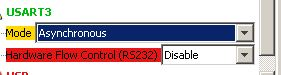 USART3
Mode Asynchronous
Hardware Flow Control (RS232) Disable